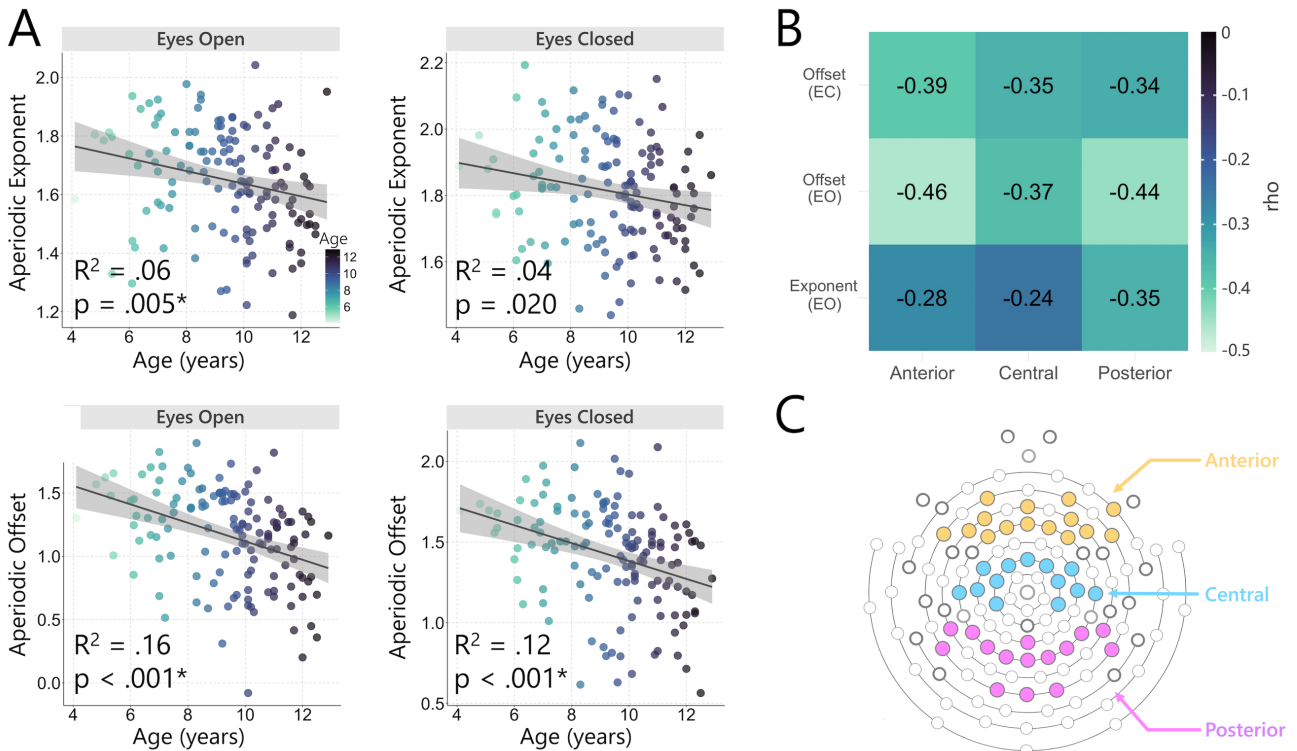 A
Eyes Open
Aperiodic Exponent
2.0
1.8
1.6
1.4
1.2
R² = .06
p = .005*
Age
12
10
8
6
4 6 8 10 12
Age (years)
Eyes Closed
Aperiodic Exponent
2.2
2.0
1.8
1.6
R² = .04
p = .020
4 6 8 10 12
Age (years)
Eyes Open
Aperiodic Offset
1.5
1.0
0.5
0.0
R² = .16
p < .001*
4 6 8 10 12
Age (years)
Eyes Closed
Aperiodic Offset
2.0
1.5
1.0
0.5
R² = .12
p < .001*
4 6 8 10 12
Age (years)
B
Offset
(EC)
-0.39 -0.35 -0.34
Offset
(EO)
-0.46 -0.37 -0.44
Exponent
(EO)
-0.28 -0.24 -0.35
Anterior Central Posterior
0
-0.1
-0.2
-0.3
-0.4
-0.5
rho
C
Anterior
Central
Posterior